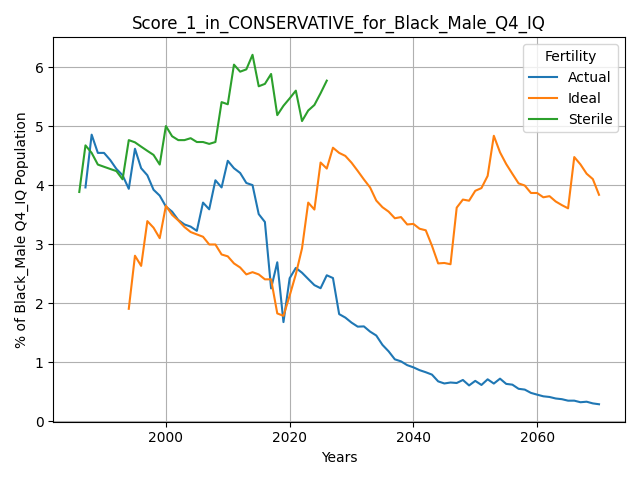 Score_1_in_CONSERVATIVE_for_Black_Male_Q4_IQ
Fertility
Actual
Ideal
Sterile
% of Black_Male Q4_IQ Population
6
5
4
3
2
1
0
2000
2020
2040
2060
Years